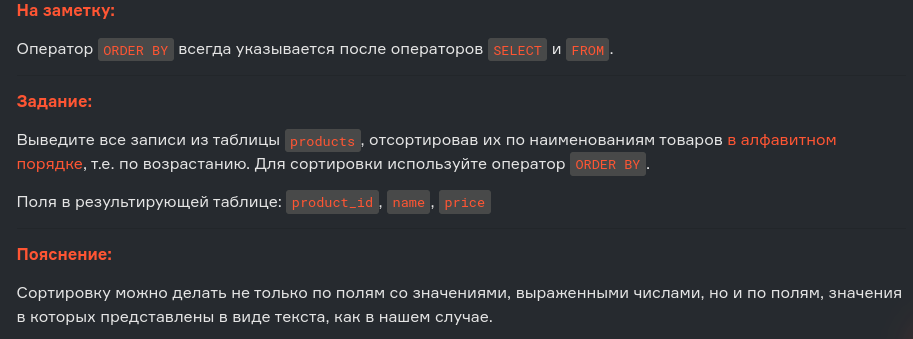 На заметку:
Оператор ORDER BY всегда указывается после операторов SELECT и FROM.
Задание:
Выведите все записи из таблицы products, отсортировав их по наименованиям товаров в алфавитном
порядке, т.е. по возрастанию. Для сортировки используйте оператор ORDER BY.
Поля в результирующей таблице: product_id, name, price
Пояснение:
Сортировку можно делать не только по полям со значениями, выраженными числами, но и по полям, значения
в которых представлены в виде текста, как в нашем случае.